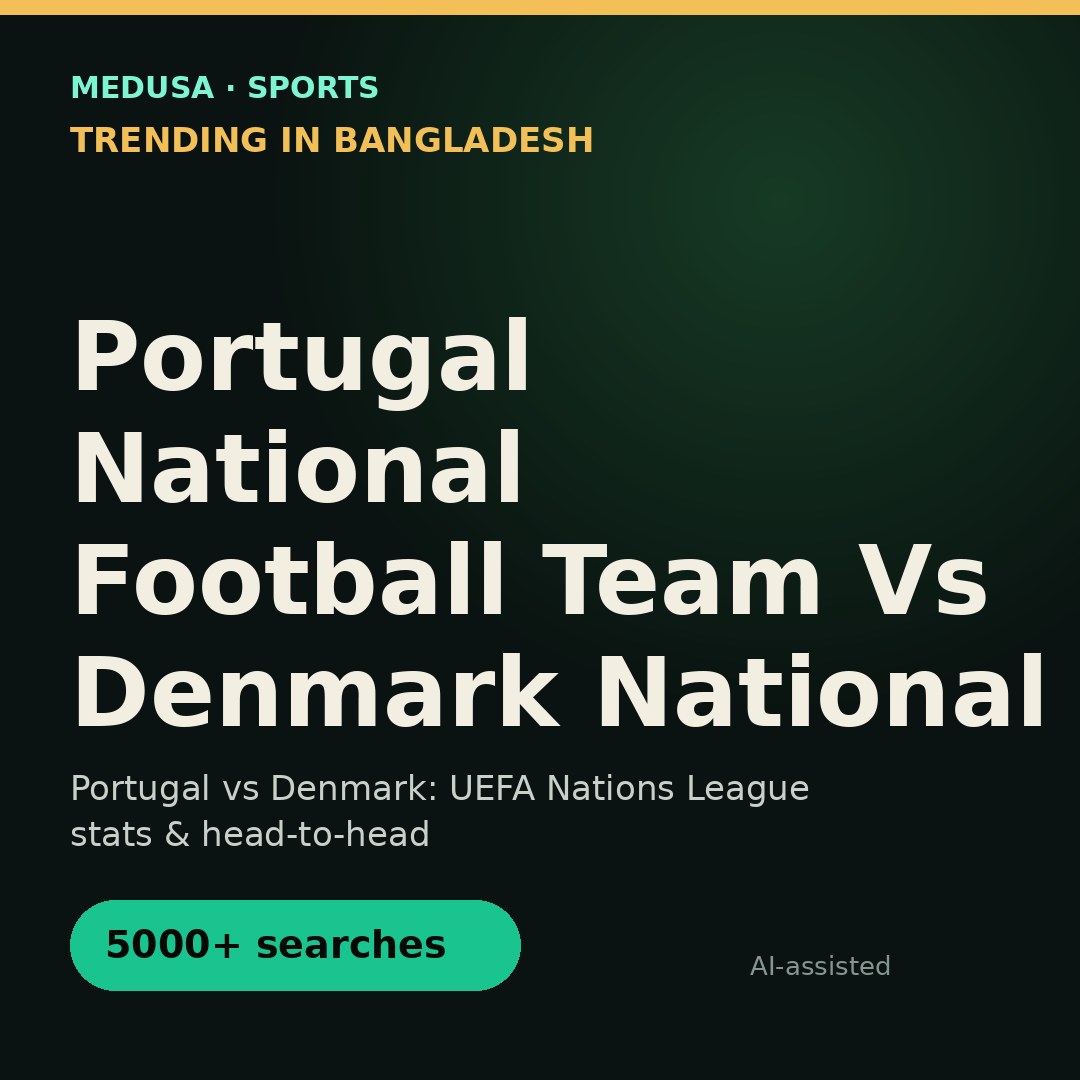 MEDUSA · SPORTS
TRENDING IN BANGLADESH
Portugal
National
Football Team Vs
Denmark National
Portugal vs Denmark: UEFA Nations League
stats & head-to-head
5000+ searches
AI-assisted